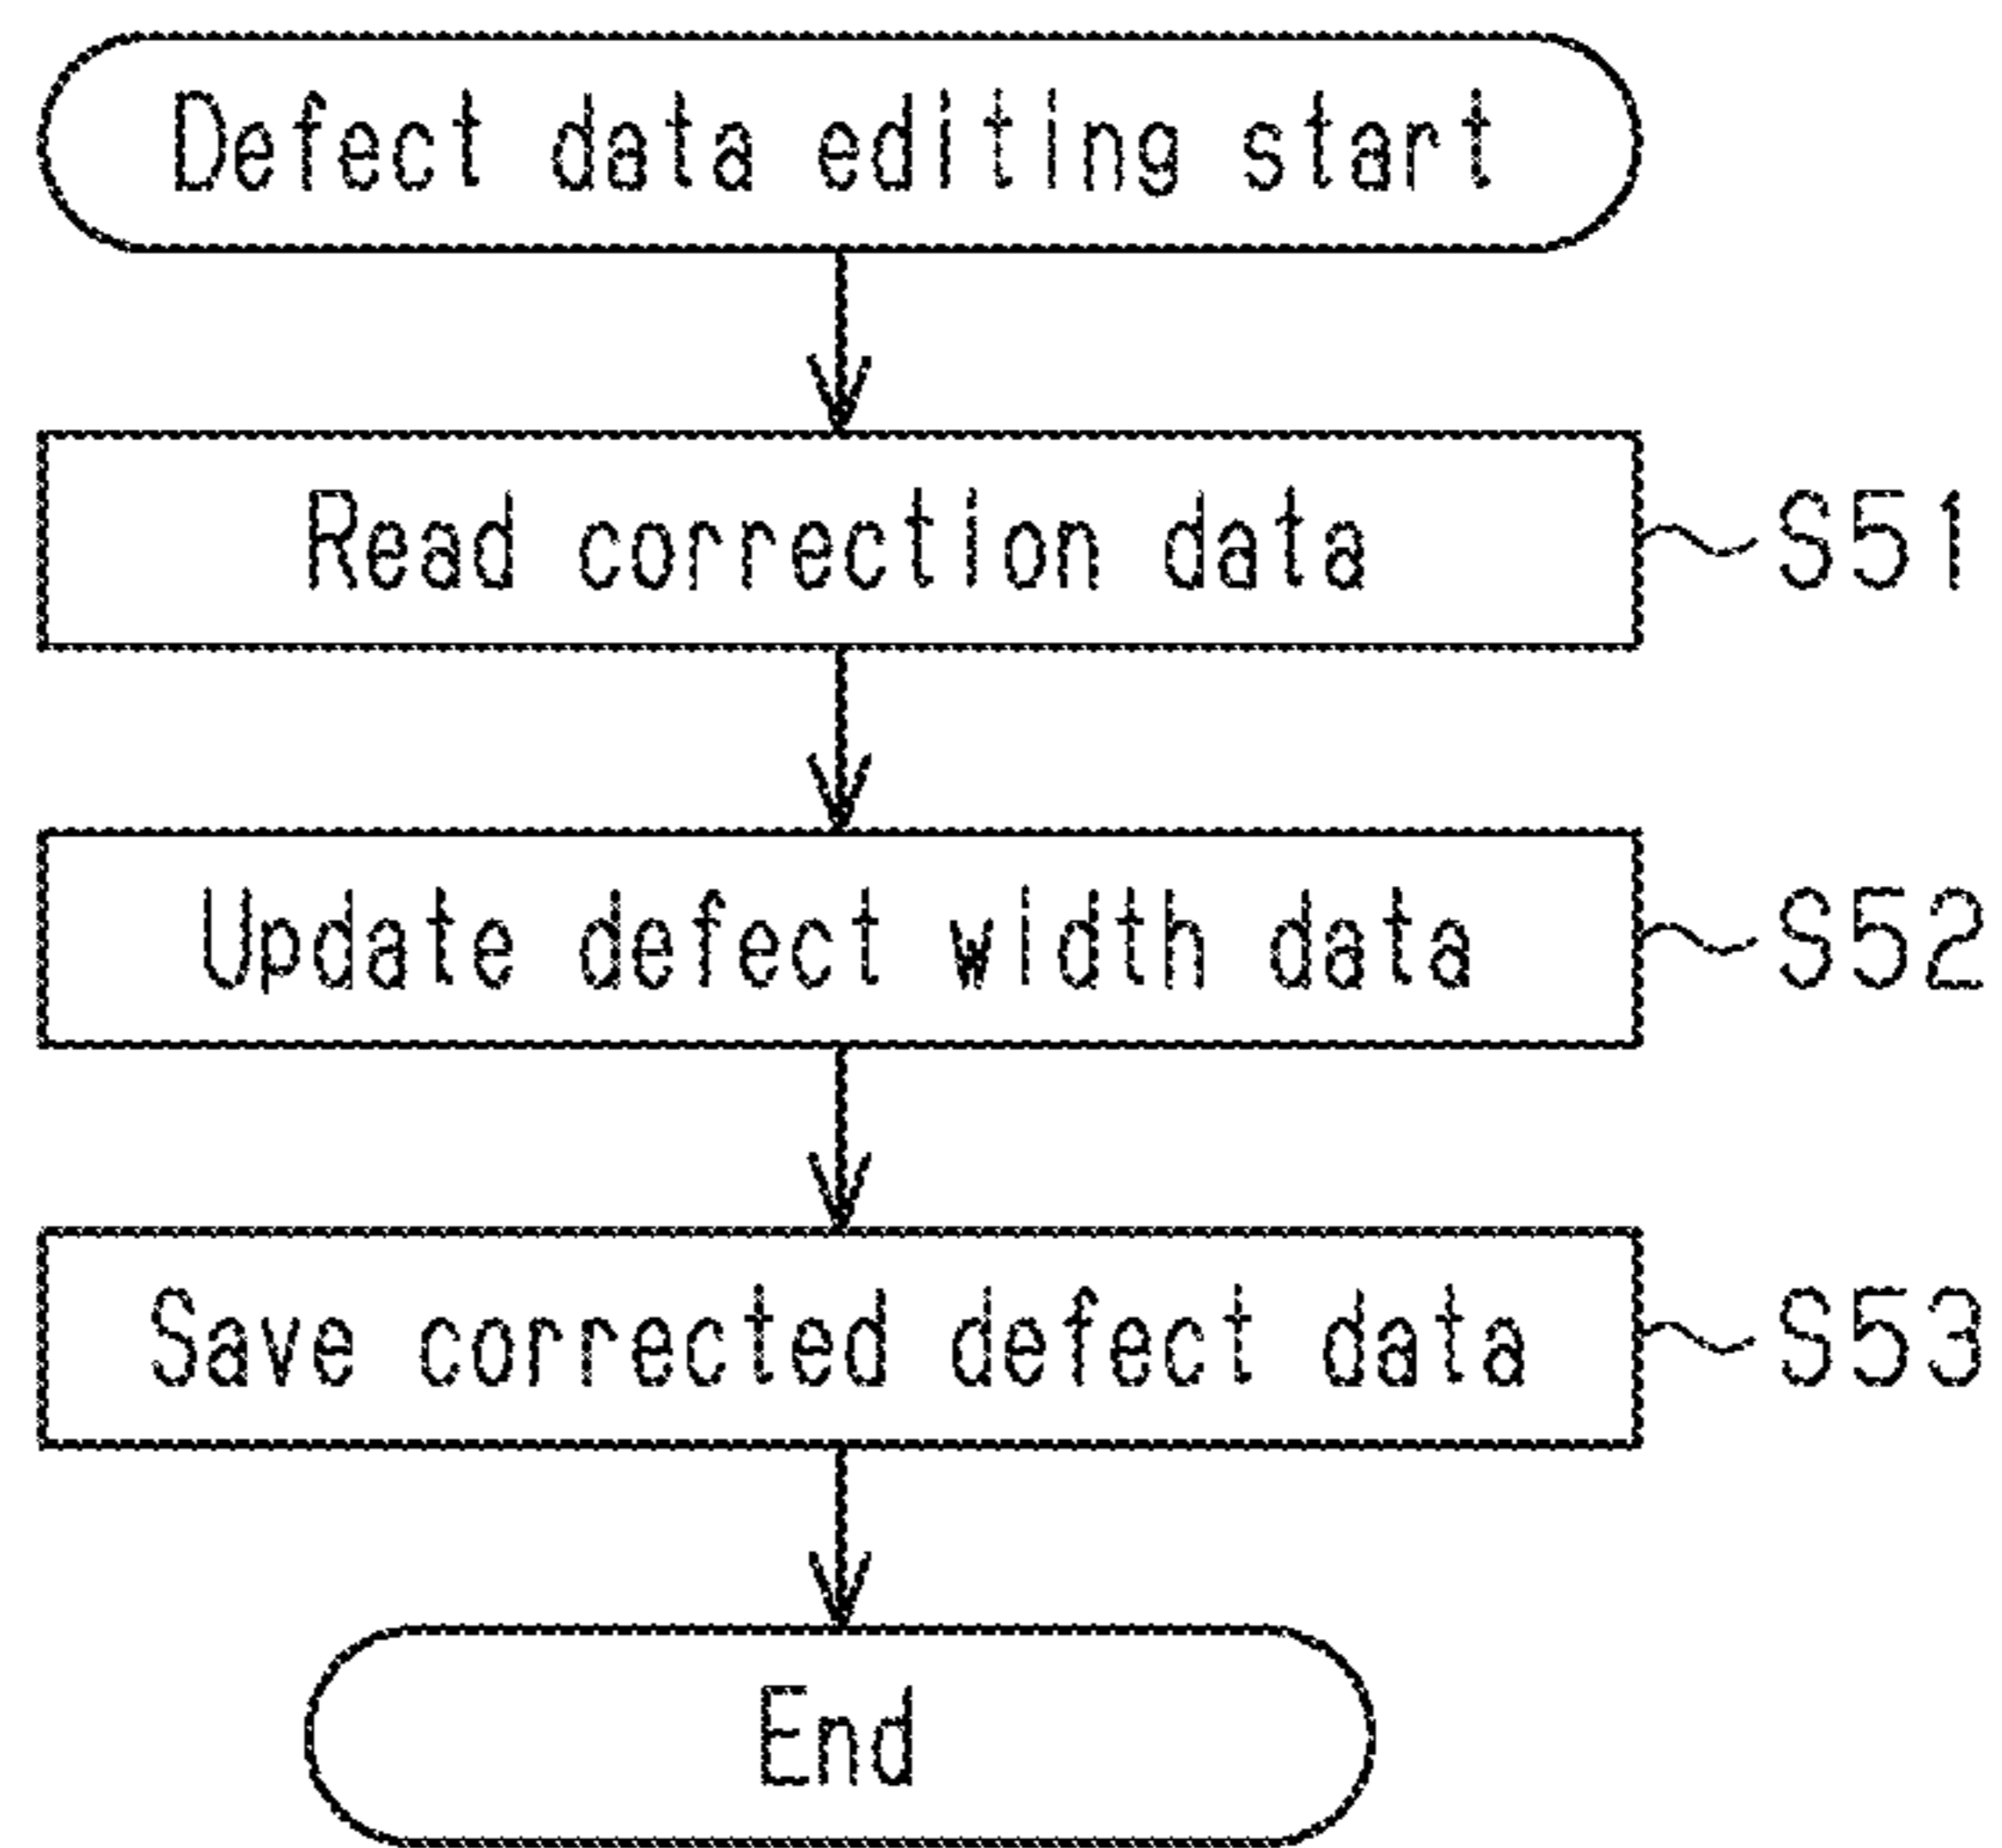 Defect data editing start
Read correction data
S51
Update defect width data
S52
Save corrected defect data
S53
End